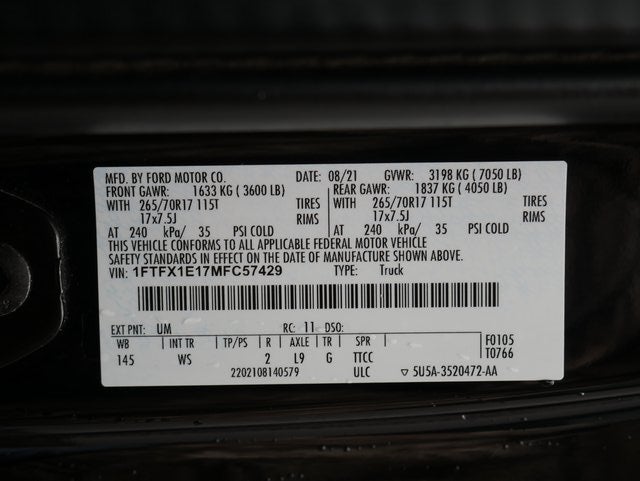 MFD. BY FORD MOTOR CO. DATE: 08/21 GVWR: 3198 KG ( 7050 LB)
FRONT GAWR: 1633 KG ( 3600 LB) REAR GAWR: 1837 KG ( 4050 LB)
WITH 265/70R17 115T TIRES WITH 265/70R17 115T TIRES
17x7.5J RIMS 17x7.5J RIMS
AT 240 kPa/ 35 PSI COLD AT 240 kPa/ 35 PSI COLD
THIS VEHICLE CONFORMS TO ALL APPLICABLE FEDERAL MOTOR VEHICLE
SAFETY STANDARDS IN EFFECT ON THE DATE OF MANUFACTURE SHOWN ABOVE.
VIN: 1FTFX1E17MFC57429 TYPE: Truck
EXT PNT: UM RC: 11 DSO: F0105
WB INT TR TP/PS R AXLE TR SPR T0766
145 WS 2 L9 G TTCC
2202108140579 ULC ▽ 5U5A-3520472-AA